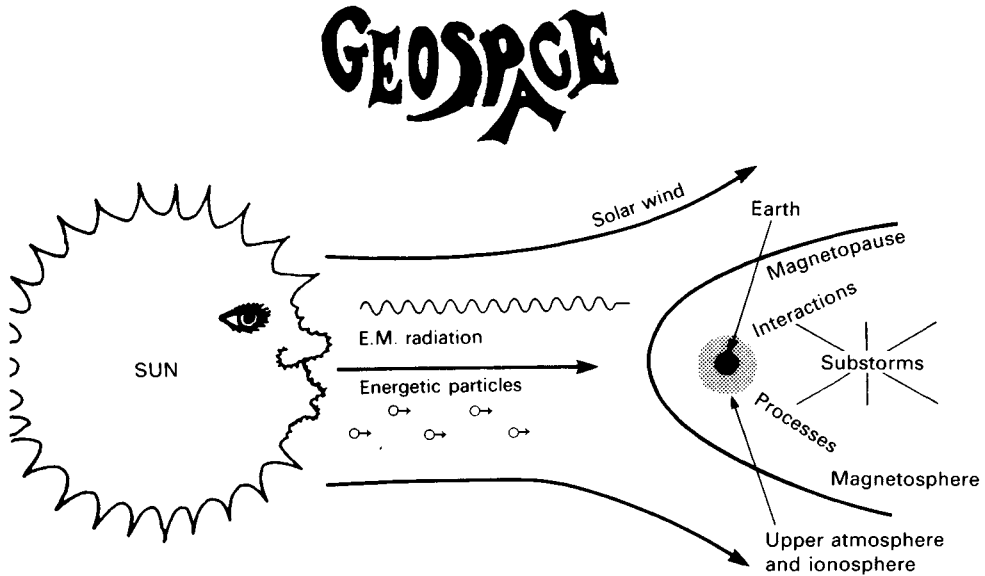 GEOSPACE
Solar wind
Earth
Magnetopause
E.M. radiation
Interactions
SUN
Substorms
Energetic particles
Processes
Magnetosphere
Upper atmosphere
and ionosphere